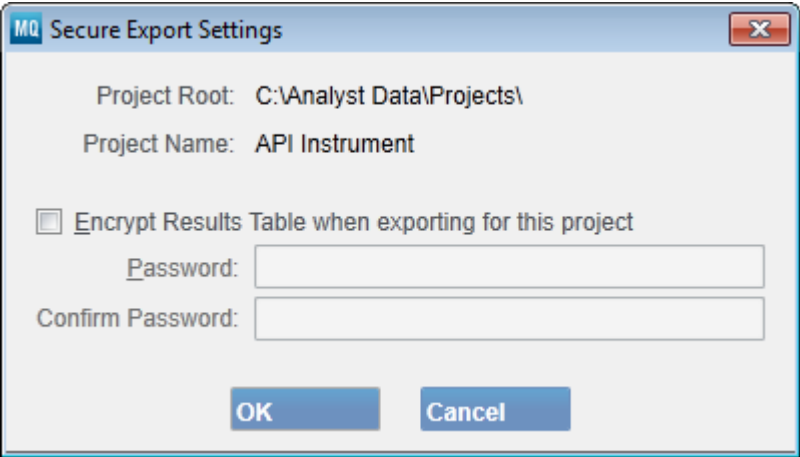 MQ Secure Export Settings
Project Root: C:\Analyst Data\Projects\
Project Name: API Instrument
Encrypt Results Table when exporting for this project
Password:
Confirm Password:
OK Cancel